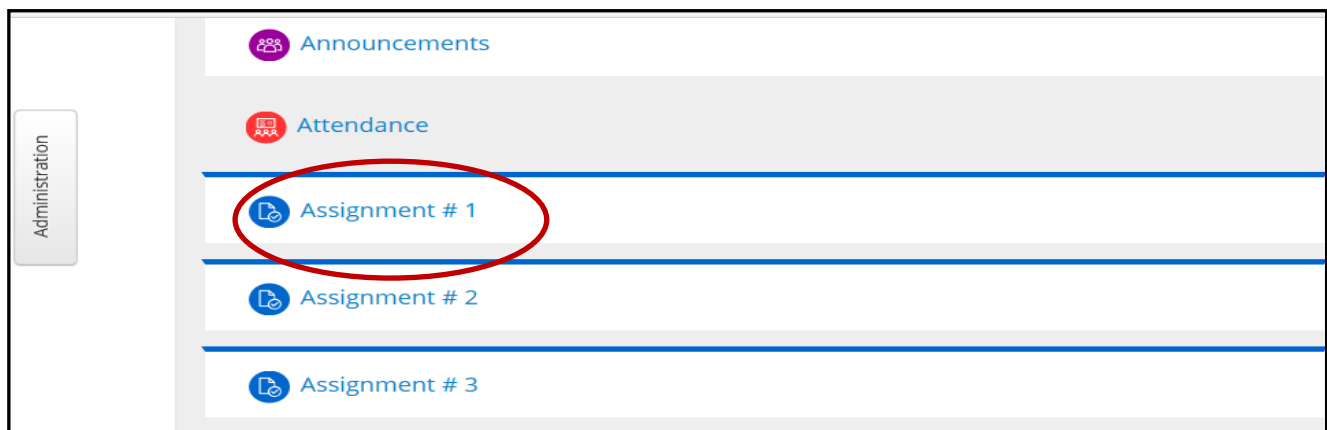 Administration
Announcements
Attendance
Assignment # 1
Assignment # 2
Assignment # 3